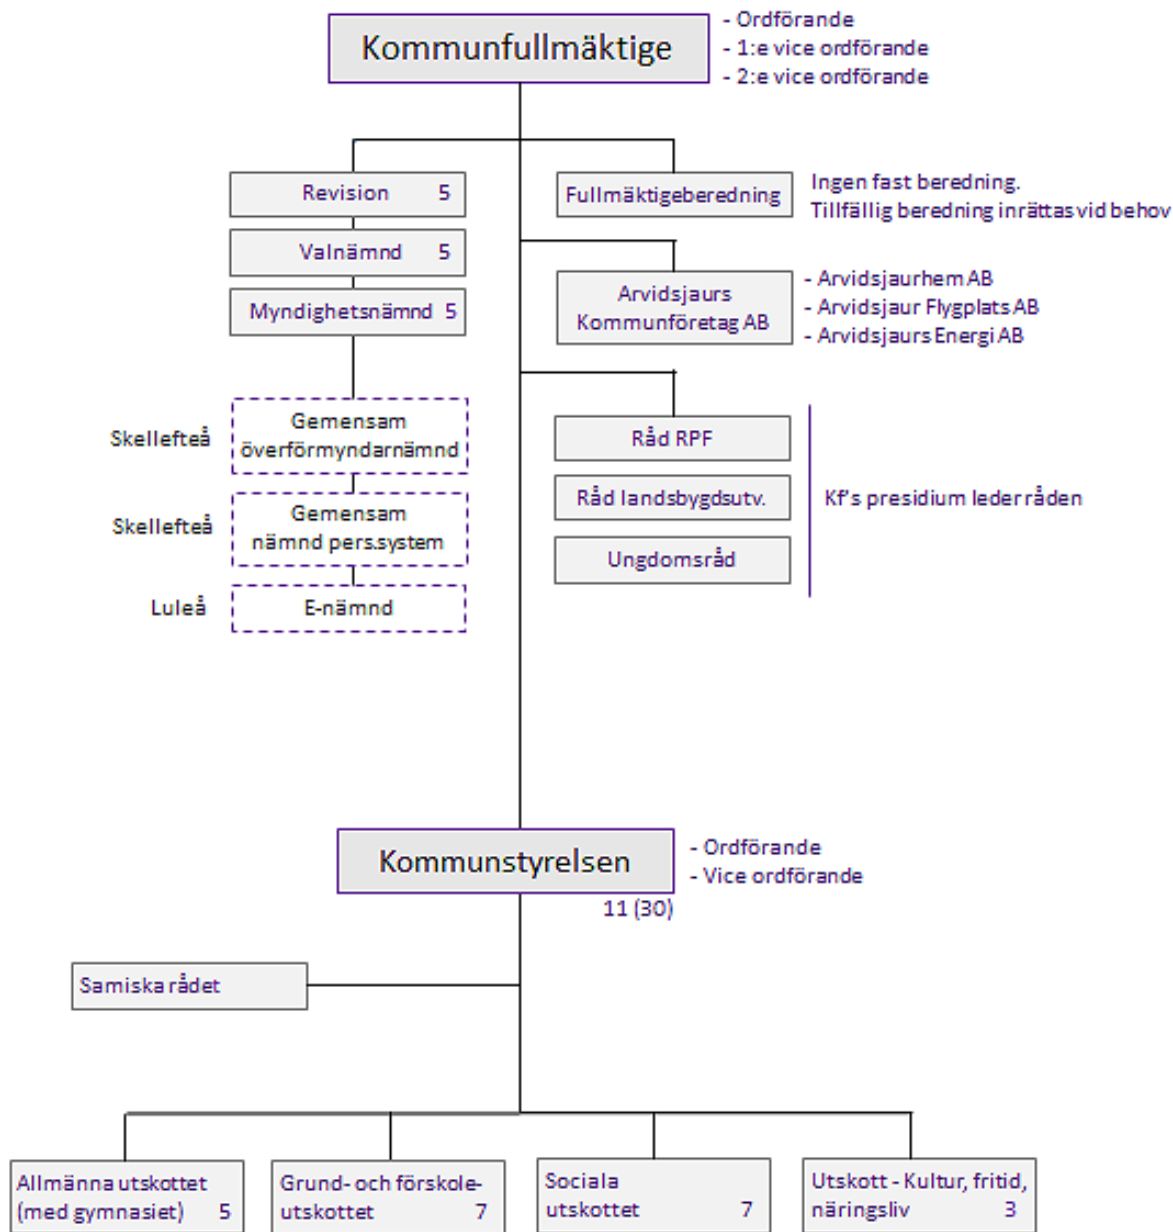 Kommunfullmäktige
- Ordförande
- 1:e vice ordförande
- 2:e vice ordförande
Revision 5
Valnämnd 5
Myndighetsnämnd 5
Fullmäktigeberedning
Ingen fast beredning.
Tillfällig beredning inrättas vid behov
Arvidsjaurs
Kommunföretag AB
- Arvidsjaurhem AB
- Arvidsjaur Flygplats AB
- Arvidsjaurs Energi AB
Skellefteå
Gemensam
överförmyndarnämnd
Skellefteå
Gemensam
nämnd pers.system
Luleå
E-nämnd
Råd RPF
Råd landsbygdsutv.
Ungdomsråd
Kf's presidium leder råden
Kommunstyrelsen
- Ordförande
- Vice ordförande
11 (30)
Samiska rådet
Allmänna utskottet
(med gymnasiet) 5
Grund- och förskole-
utskottet 7
Sociala
utskottet 7
Utskott - Kultur, fritid,
näringsliv 3